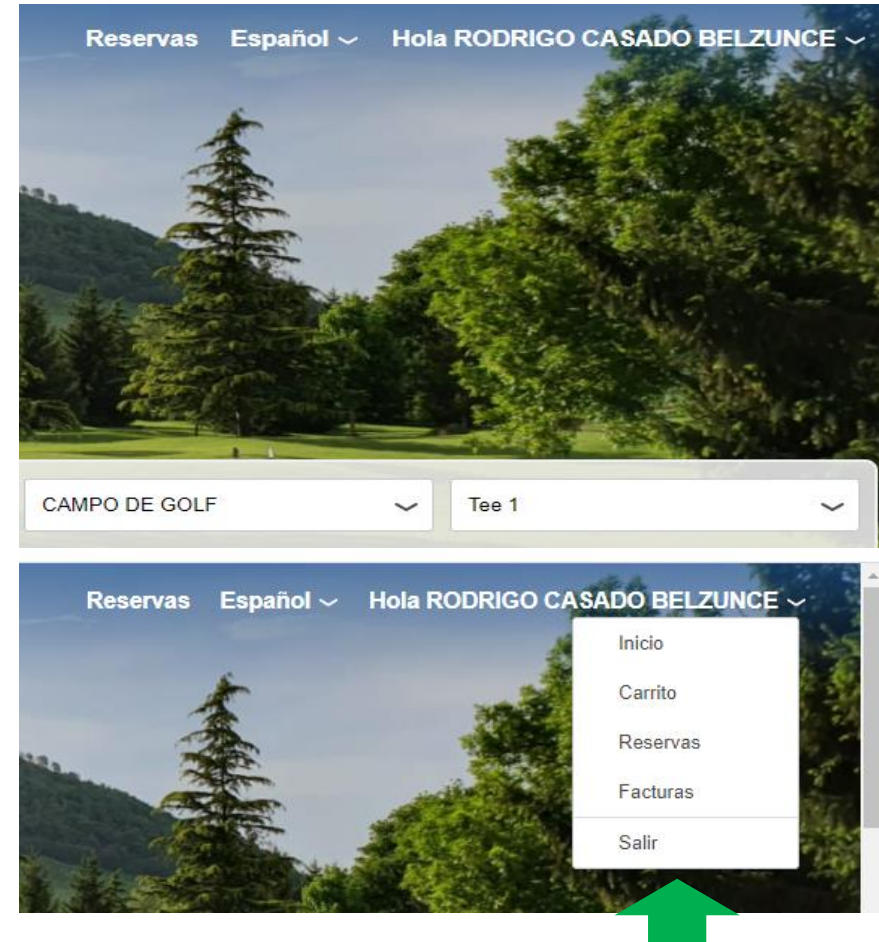 Reservas Español Hola RODRIGO CASADO BELZUNCE
CAMPO DE GOLF Tee 1
Reservas Español Hola RODRIGO CASADO BELZUNCE
Inicio
Carrito
Reservas
Facturas
Salir